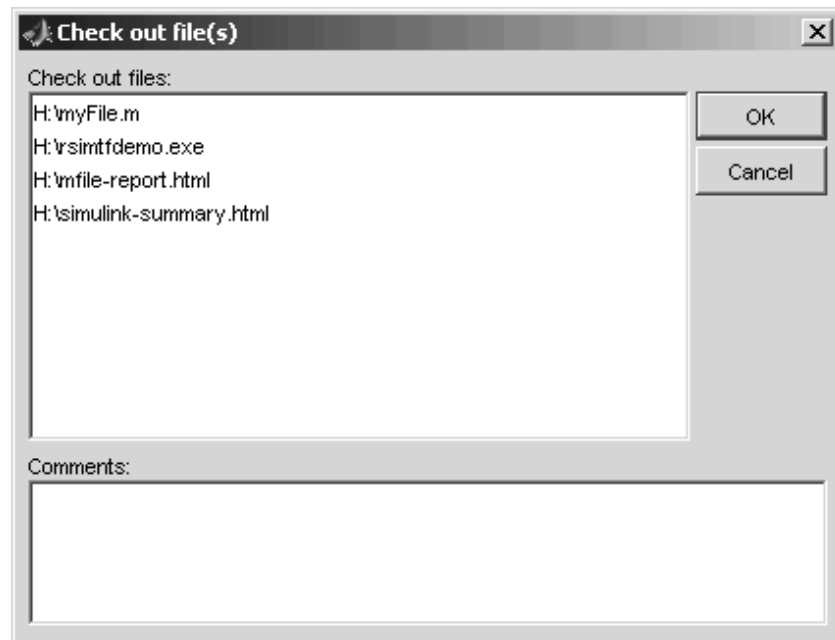 Check out file(s)
Check out files:
H:\myFile.m
H:\rsimtfdemo.exe
H:\mfile-report.html
H:\simulink-summary.html
OK
Cancel
Comments: